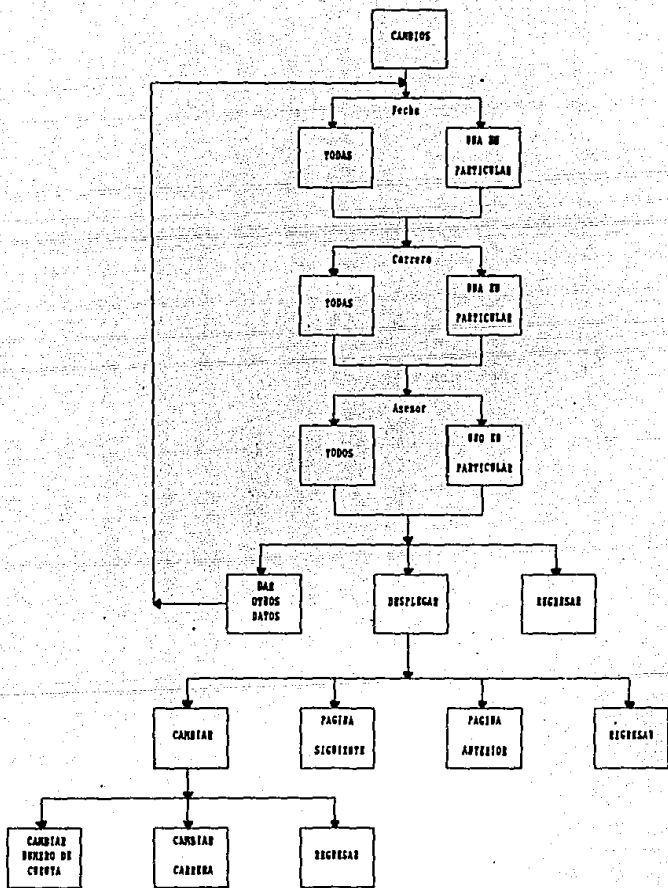 CAMBIOS
Fecha
TODAS
UNA EN
PARTICULAR
Carrera
TODAS
UNA EN
PARTICULAR
Asesor
TODOS
UNO EN
PARTICULAR
DAR
OTROS
DATOS
DESPLEGAR
REGRESAR
CAMBIAR
PAGINA
SIGUIENTE
PAGINA
ANTERIOR
REGRESAR
CAMBIAR
NUMERO DE
CUENTA
CAMBIAR
CARRERA
REGRESAR